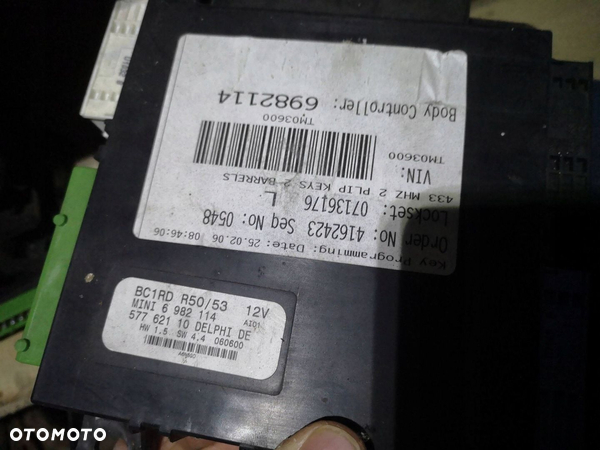 Key Programming: Date: 25.02.06 08:46:06
Order No: 4162423 Seq No: 0548
Lockset: 07136176 L
433 MHZ 2 PLIP KEYS 2 BARRELS
VIN:
TM03600
TM03600
Body Controller: 6982114
BC1RD R50/53 12V
MINI 6 982 114 AI01
577 621 10 DELPHI DE
HW 1.5 SW 4.4 060600
OTOMOTO